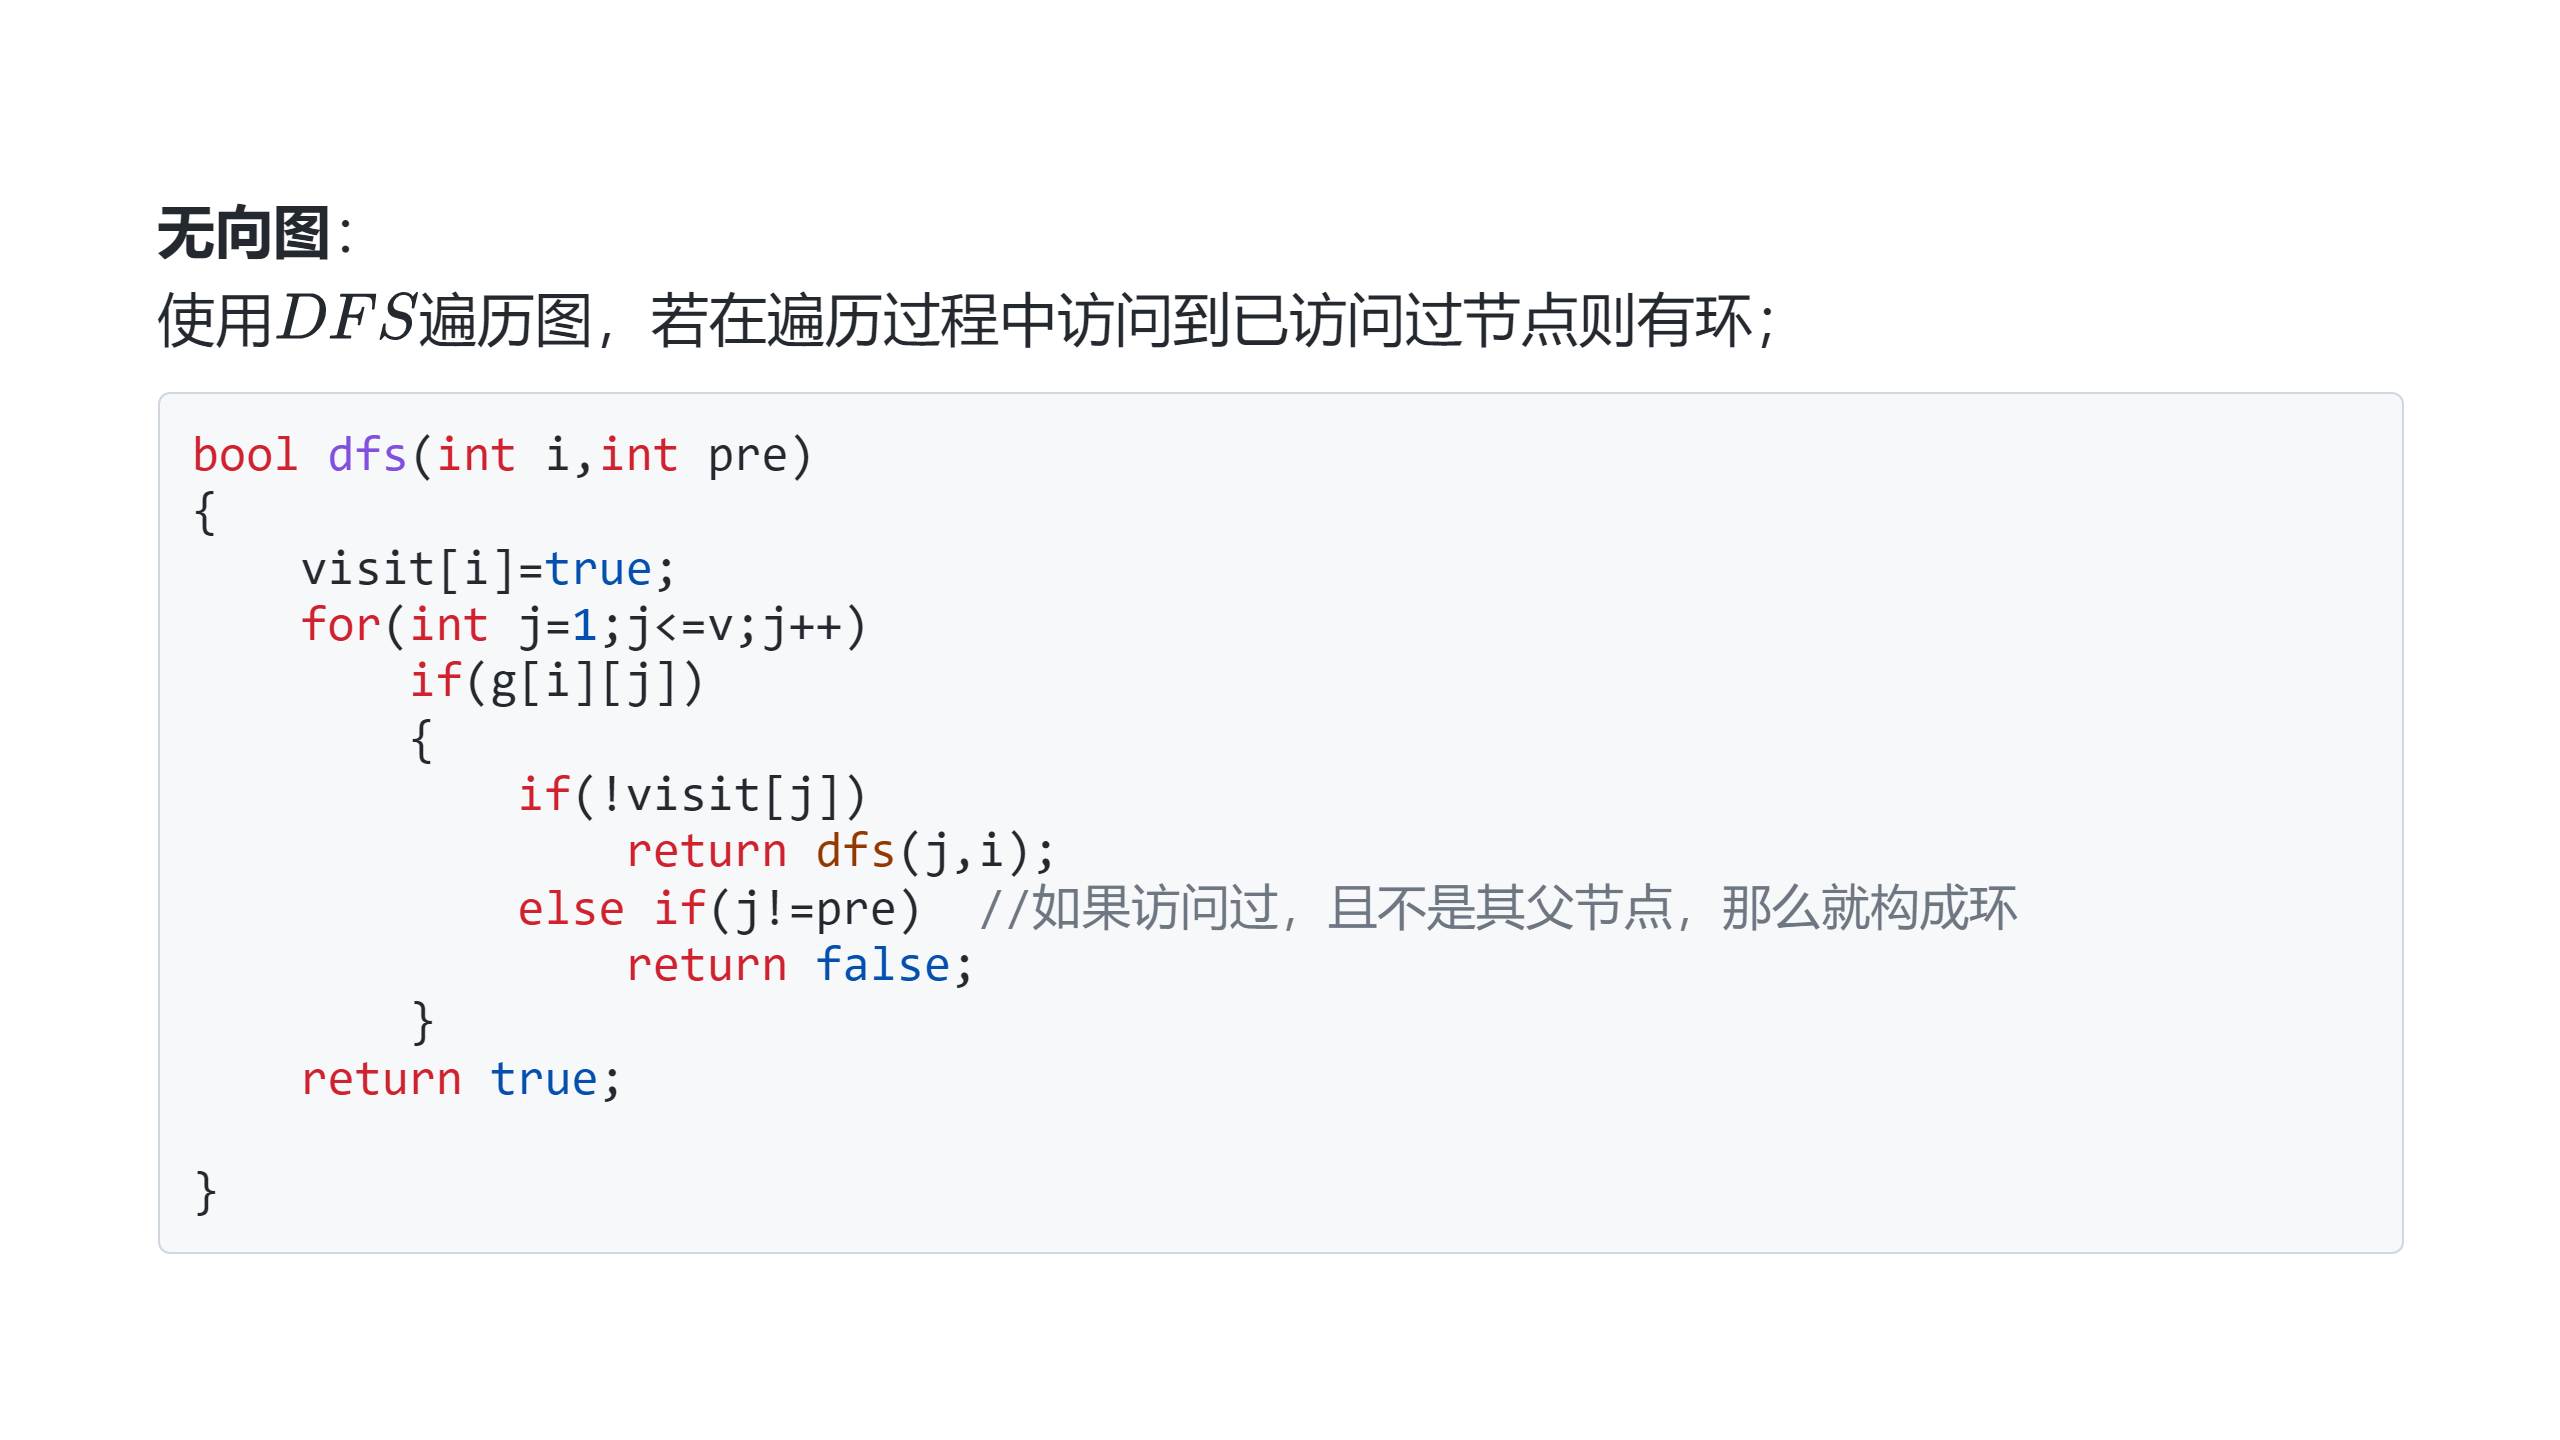 无向图：
使用DFS遍历图，若在遍历过程中访问到已访问过节点则有环；
bool dfs(int i,int pre)
{
    visit[i]=true;
    for(int j=1;j<=v;j++)
        if(g[i][j])
        {
            if(!visit[j])
                return dfs(j,i);
            else if(j!=pre)  //如果访问过，且不是其父节点，那么就构成环
                return false;
        }
    return true;
}